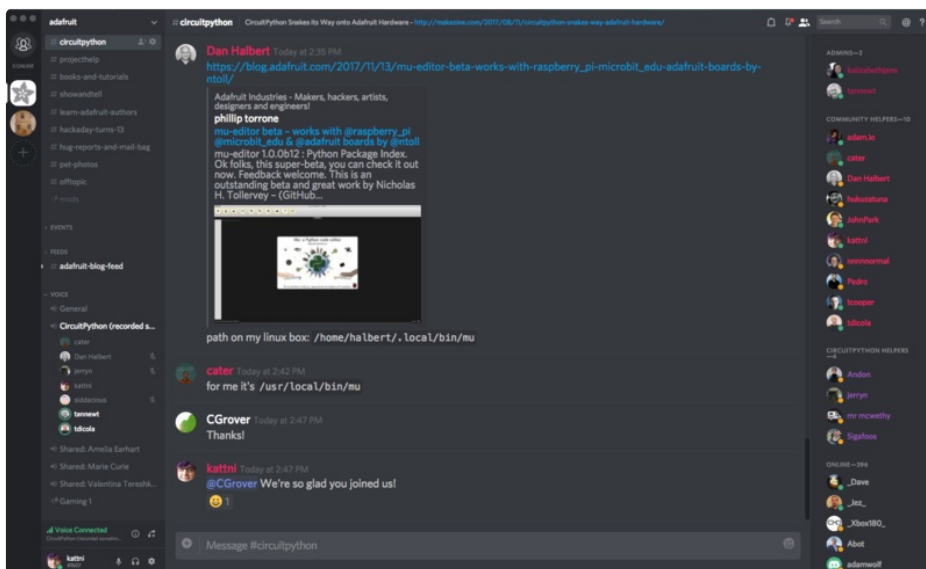 adafruit
# circuitpython
# projecthelp
# books-and-tutorials
# showandtell
# learn-adafruit-authors
# hackaday-turns-13
# hug-reports-and-mail-bag
# pet-photos
# offtopic
mods
EVENTS
FEEDS
# adafruit-blog-feed
VOICE
General
CircuitPython (recorded s...
cater
Dan Halbert
jerryn
kattni
siddacious
tannewt
tdicola
Shared: Amelia Earhart
Shared: Marie Curie
Shared: Valentina Tereshk...
Gaming 1
Voice Connected
kattni
# circuitpython
CircuitPython Snakes Its Way onto Adafruit Hardware - http://makezine.com/2017/08/11/circuitpython-snakes-way-adafruit-hardware/
Search
Dan Halbert Today at 2:35 PM
https://blog.adafruit.com/2017/11/13/mu-editor-beta-works-with-raspberry_pi-microbit_edu-adafruit-boards-by-
ntoll/
Adafruit Industries - Makers, hackers, artists,
designers and engineers!
phillip torrone
mu-editor beta – works with @raspberry_pi
@microbit_edu & @adafruit boards by @ntoll
mu-editor 1.0.0b12 : Python Package Index.
Ok folks, this super-beta, you can check it out
now. Feedback welcome. This is an
outstanding beta and great work by Nicholas
H. Tollervey – (GitHub...
path on my linux box: /home/halbert/.local/bin/mu
cater Today at 2:42 PM
for me it's /usr/local/bin/mu
CGrover Today at 2:47 PM
Thanks!
kattni Today at 2:47 PM
@CGrover We're so glad you joined us!
1
Message #circuitpython
ADMINS—2
tannewt
COMMUNITY HELPERS—10
adam.lo
cater
Dan Halbert
hukuzatuna
JohnPark
kattni
Pedro
tcooper
tdicola
CIRCUITPYTHON HELPERS
—4
Andon
jerryn
mr mcwethy
Sigafoos
ONLINE—396
_Dave
_Jez_
_Xbox180_
Abot
adamwolf